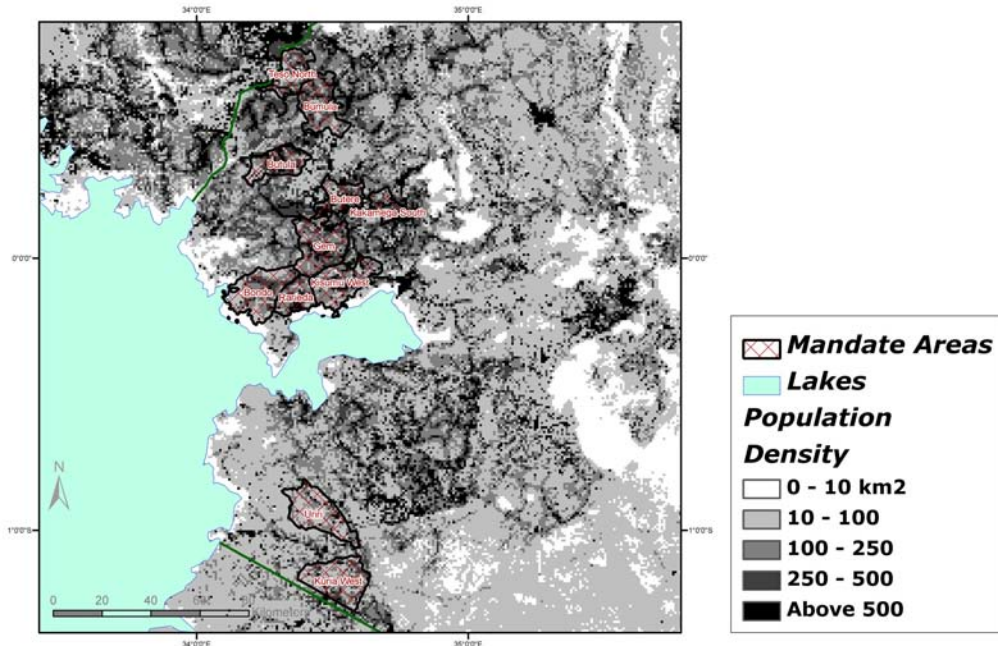 34°0'0"E 35°0'0"E
Teso North
Bumula
Butula
Butere
Kakamega South
Gem
0°0'0" 0°0'0"
Kisumu West
Bondo
Rarieda
Mandate Areas
Lakes
Population
Density
0 - 10 km2
10 - 100
100 - 250
250 - 500
Above 500
N
Uriri
1°0'0"S 1°0'0"S
Kuria West
0 20 40 60 80
Kilometers
34°0'0"E 35°0'0"E